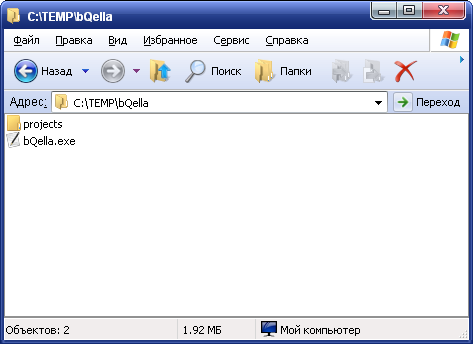 C:\TEMP\bQella
Файл Правка Вид Избранное Сервис Справка
Назад Поиск Папки
Адрес: C:\TEMP\bQella Переход
projects
bQella.exe
Объектов: 2 1.92 МБ Мой компьютер